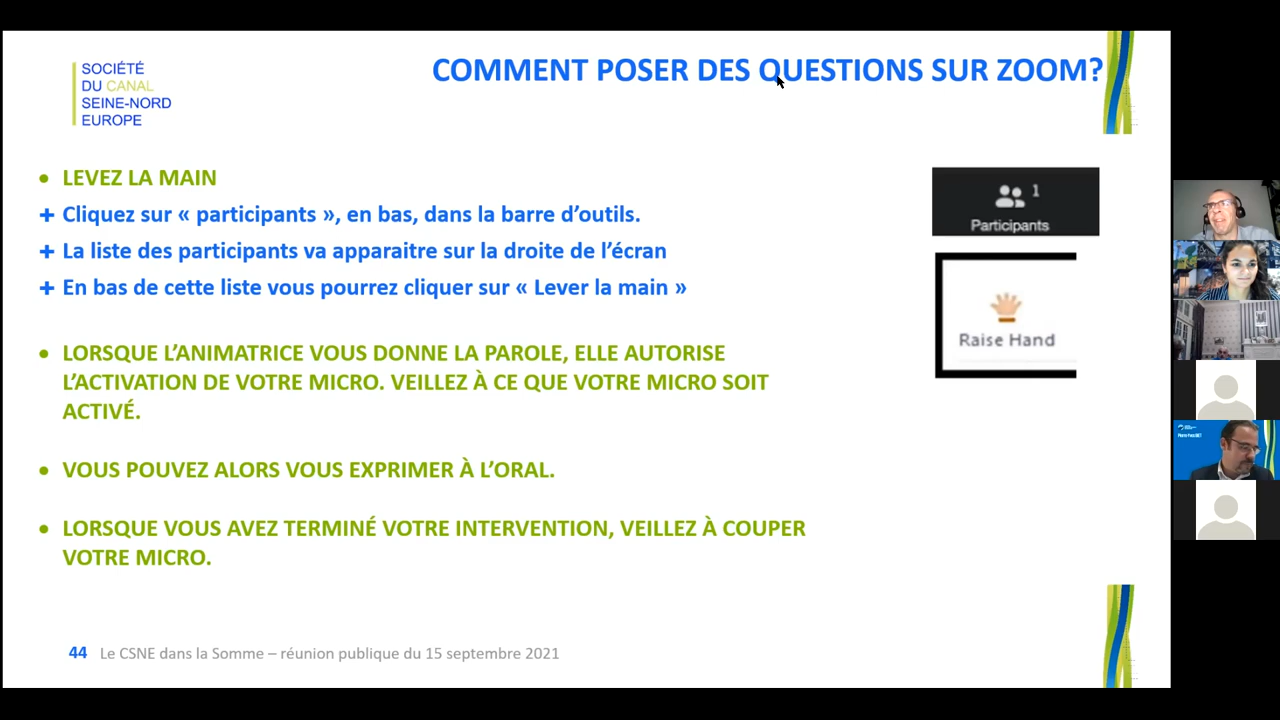 SOCIÉTÉ
DU CANAL
SEINE-NORD
EUROPE
COMMENT POSER DES QUESTIONS SUR ZOOM?
• LEVEZ LA MAIN
+ Cliquez sur « participants », en bas, dans la barre d’outils.
+ La liste des participants va apparaitre sur la droite de l’écran
+ En bas de cette liste vous pourrez cliquer sur « Lever la main »
• LORSQUE L’ANIMATRICE VOUS DONNE LA PAROLE, ELLE AUTORISE
L’ACTIVATION DE VOTRE MICRO. VEILLEZ À CE QUE VOTRE MICRO SOIT
ACTIVÉ.
• VOUS POUVEZ ALORS VOUS EXPRIMER À L’ORAL.
• LORSQUE VOUS AVEZ TERMINÉ VOTRE INTERVENTION, VEILLEZ À COUPER
VOTRE MICRO.
1
Participants
Raise Hand
44 Le CSNE dans la Somme – réunion publique du 15 septembre 2021